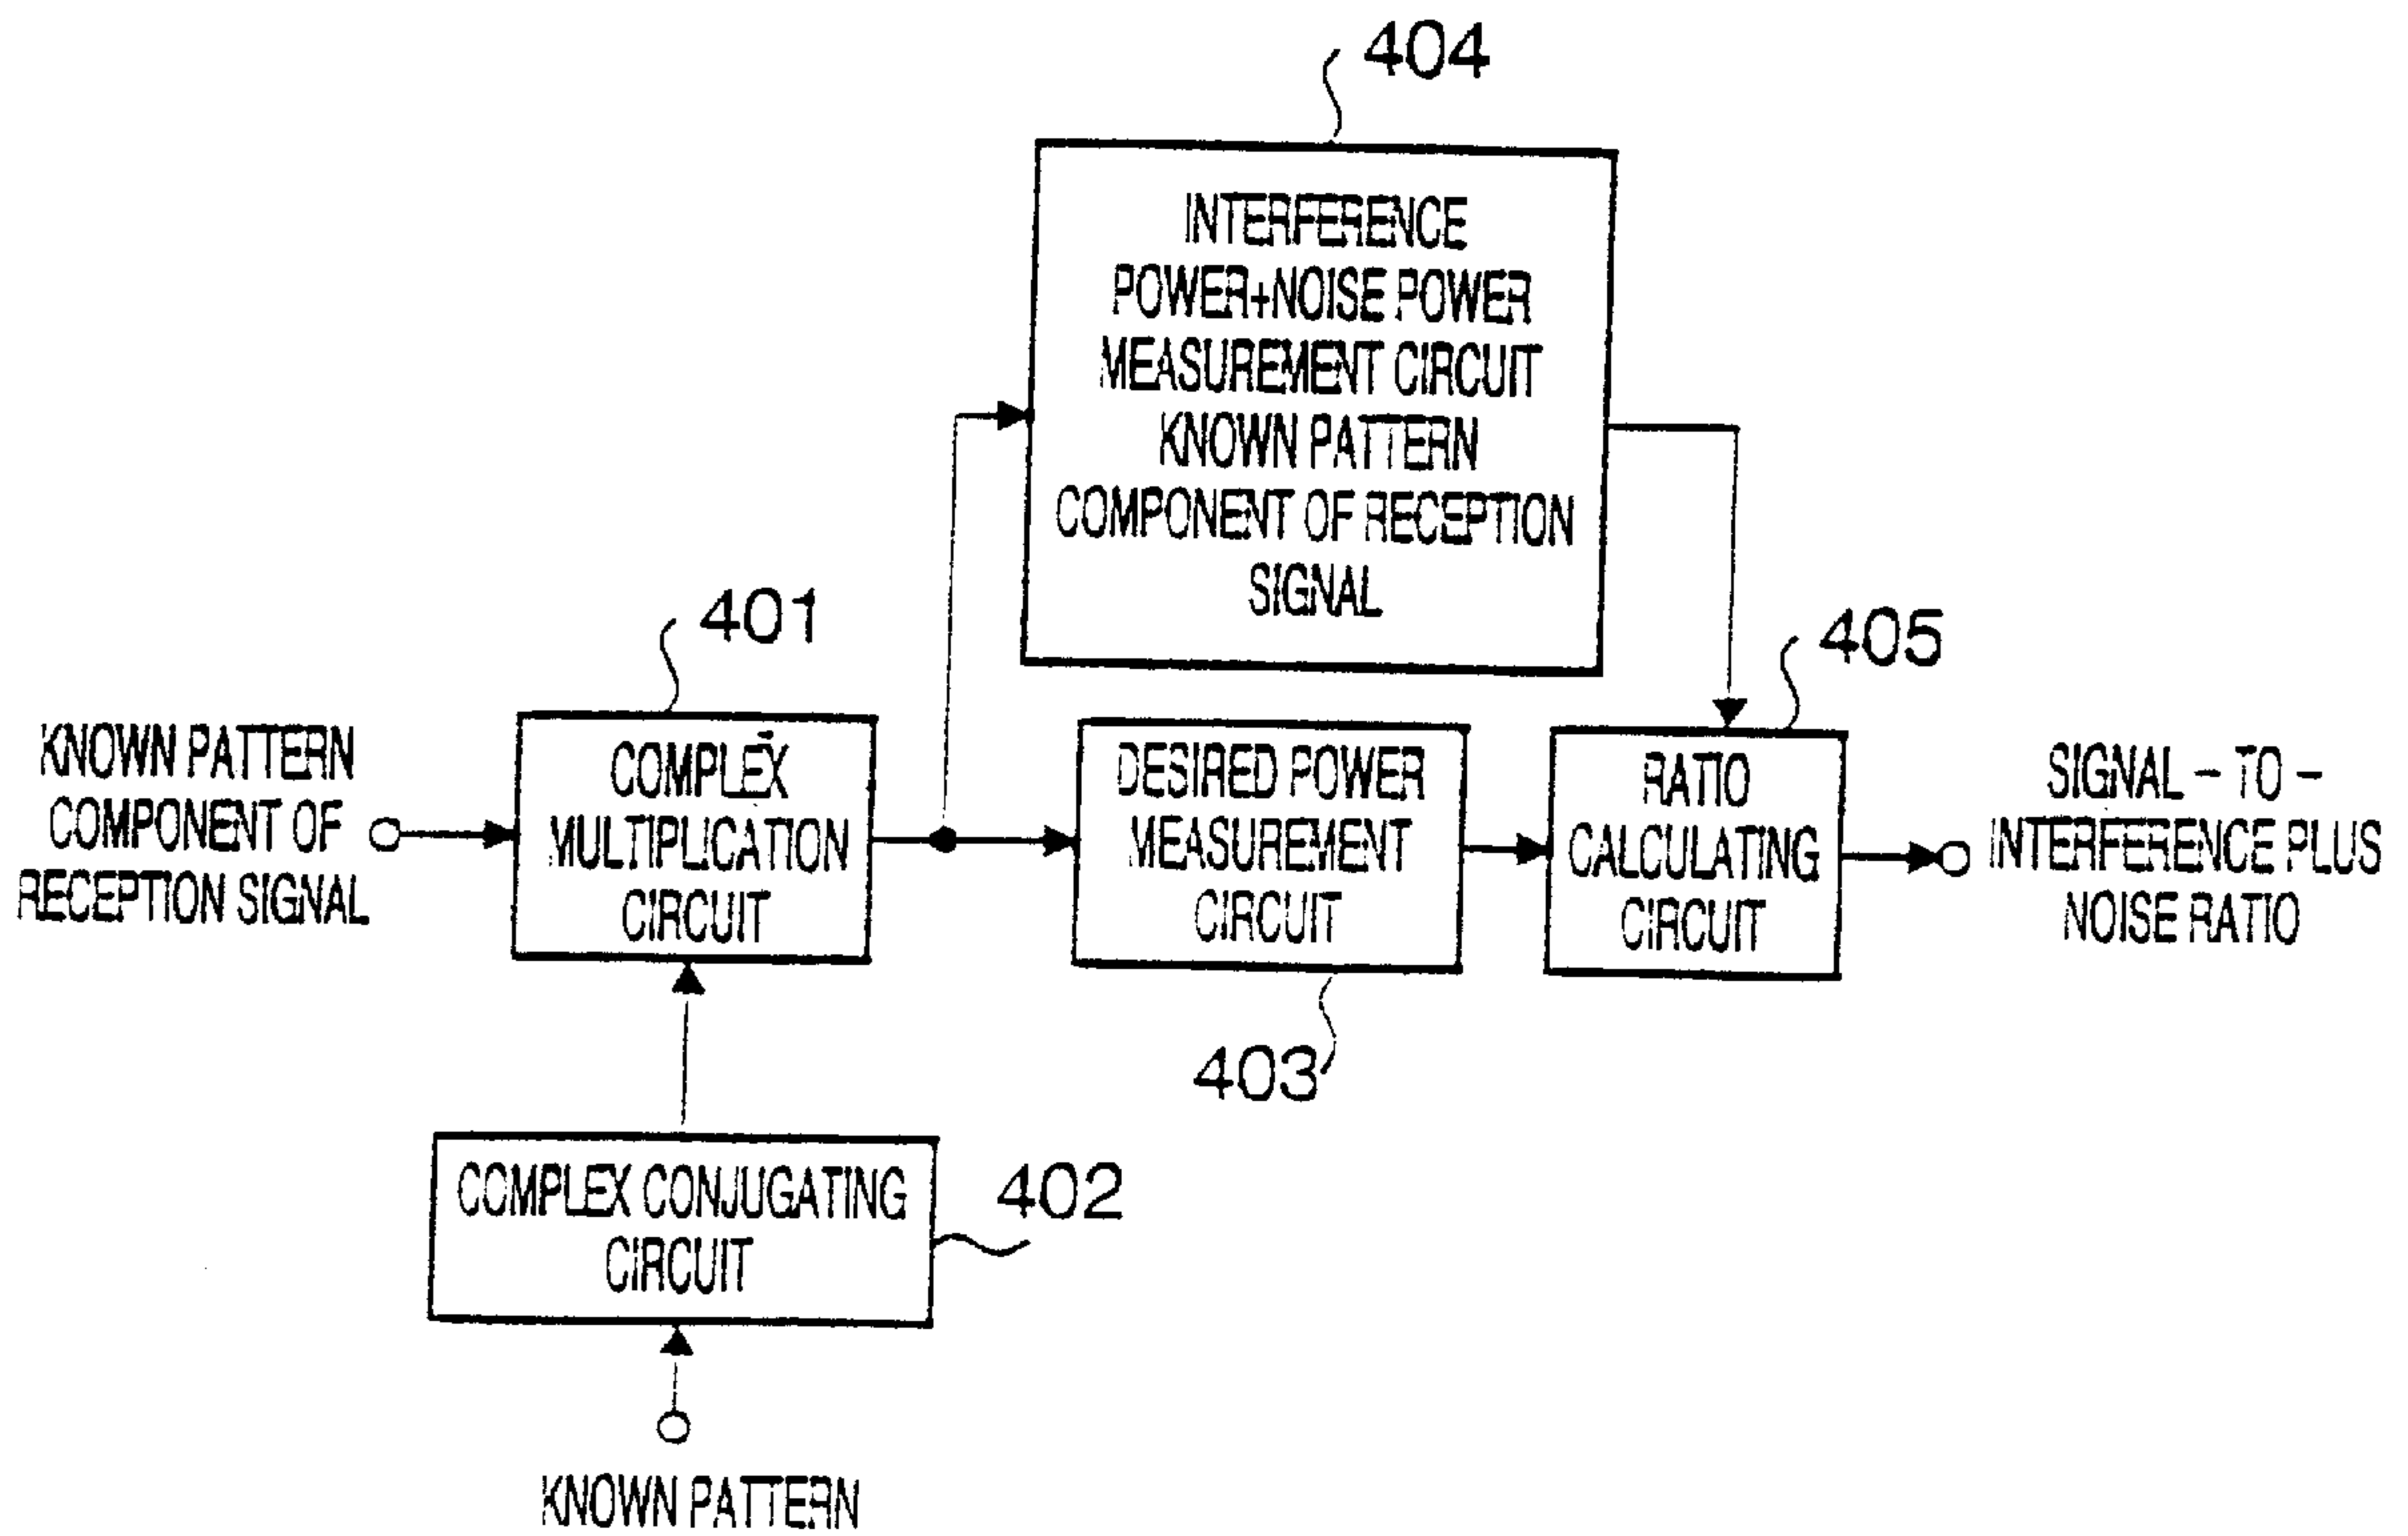 404
INTERFERENCE
POWER+NOISE POWER
MEASUREMENT CIRCUIT
KNOWN PATTERN
COMPONENT OF RECEPTION
SIGNAL
401
405
KNOWN PATTERN
COMPONENT OF
RECEPTION SIGNAL
COMPLEX
MULTIPLICATION
CIRCUIT
DESIRED POWER
MEASUREMENT
CIRCUIT
RATIO
CALCULATING
CIRCUIT
SIGNAL - TO -
INTERFERENCE PLUS
NOISE RATIO
403
COMPLEX CONJUGATING
CIRCUIT
402
KNOWN PATTERN